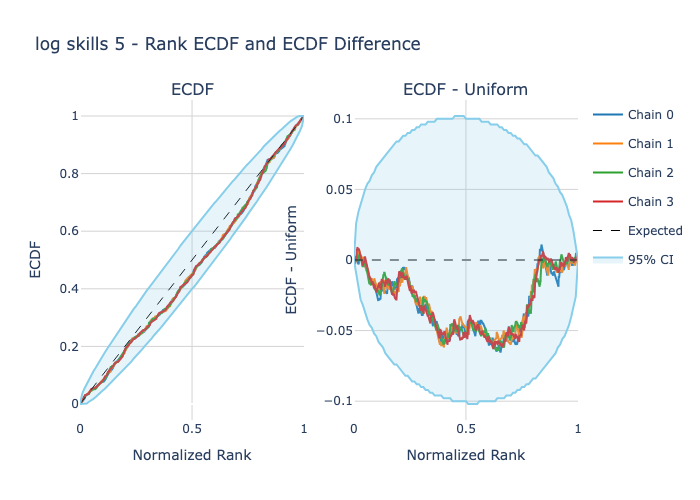 log skills 5 - Rank ECDF and ECDF Difference
ECDF
ECDF - Uniform
1
0.8
0.6
0.4
0.2
0
0
0.5
1
Normalized Rank
ECDF
0.1
0.05
0
−0.05
−0.1
0
0.5
1
Normalized Rank
ECDF - Uniform
Chain 0
Chain 1
Chain 2
Chain 3
Expected
95% CI